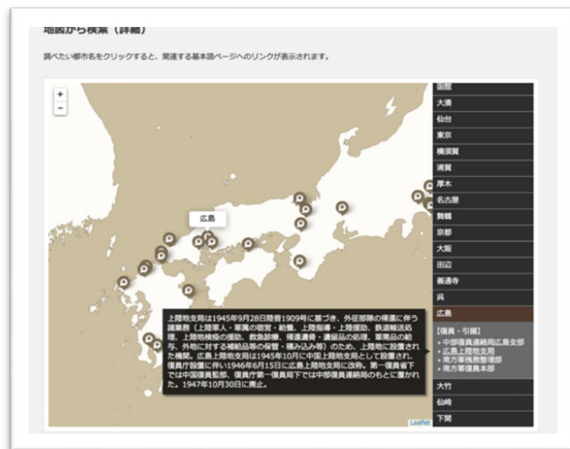 地図から検索（詳細）
調べたい都市名をクリックすると、関連する基本語ページへのリンクが表示されます。
+
-
広島
上陸地支局は1945年9月28日陸普1909号に基づき、外征部隊の帰還に伴う
諸業務（上陸軍人・軍属の宿営・給養、上陸指導・上陸援助、鉄道輸送処
理、上陸地検疫の援助、救急診療、帰還遺骨・遺留品の処理、軍需品の給
与、外地に対する補給品等の保管・積み込み等）のため、上陸地に設置され
た機関。広島上陸地支局は1945年10月に中国上陸地支局として設置され、
復員庁設置に伴い1946年6月15日に広島上陸地支局に改称。第一復員省下
では中国復員監部、復員庁第一復員局下では中部復員連絡局のもとに置かれ
た。1947年10月30日に廃止。
Leaflet
函館
大湊
仙台
東京
横須賀
浦賀
厚木
名古屋
舞鶴
京都
大阪
田辺
善通寺
呉
広島
【復員・引揚】
中部復員連絡局広島支部
広島上陸地支局
南方軍残務整理部
南方軍復員本部
大竹
仙崎
下関